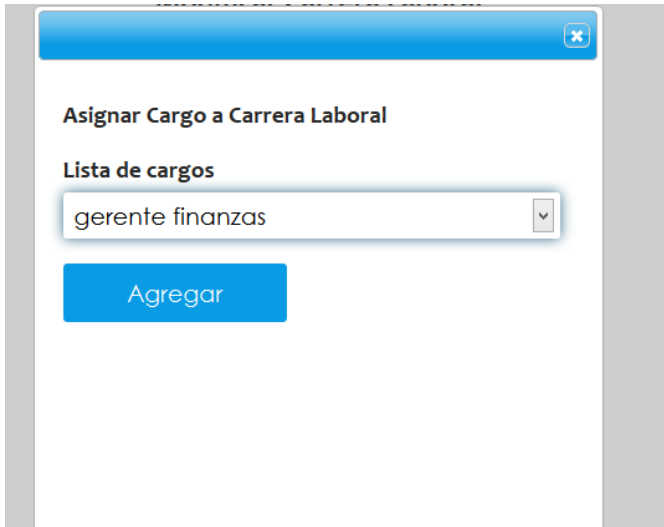 Asignar Cargo a Carrera Laboral
Lista de cargos
gerente finanzas
Agregar